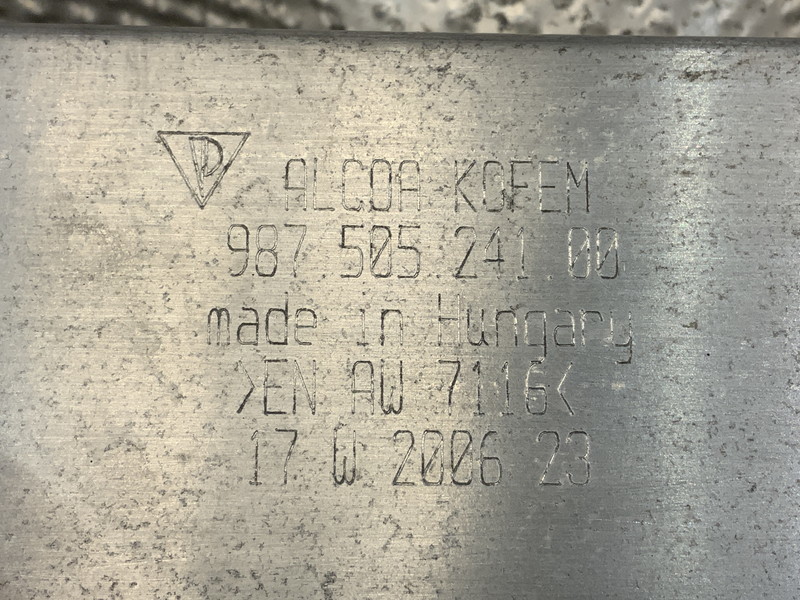 ALCOA KOFEM
987.505.241.00
made in Hungary
>EN AW 7116<
17 W 2006 23